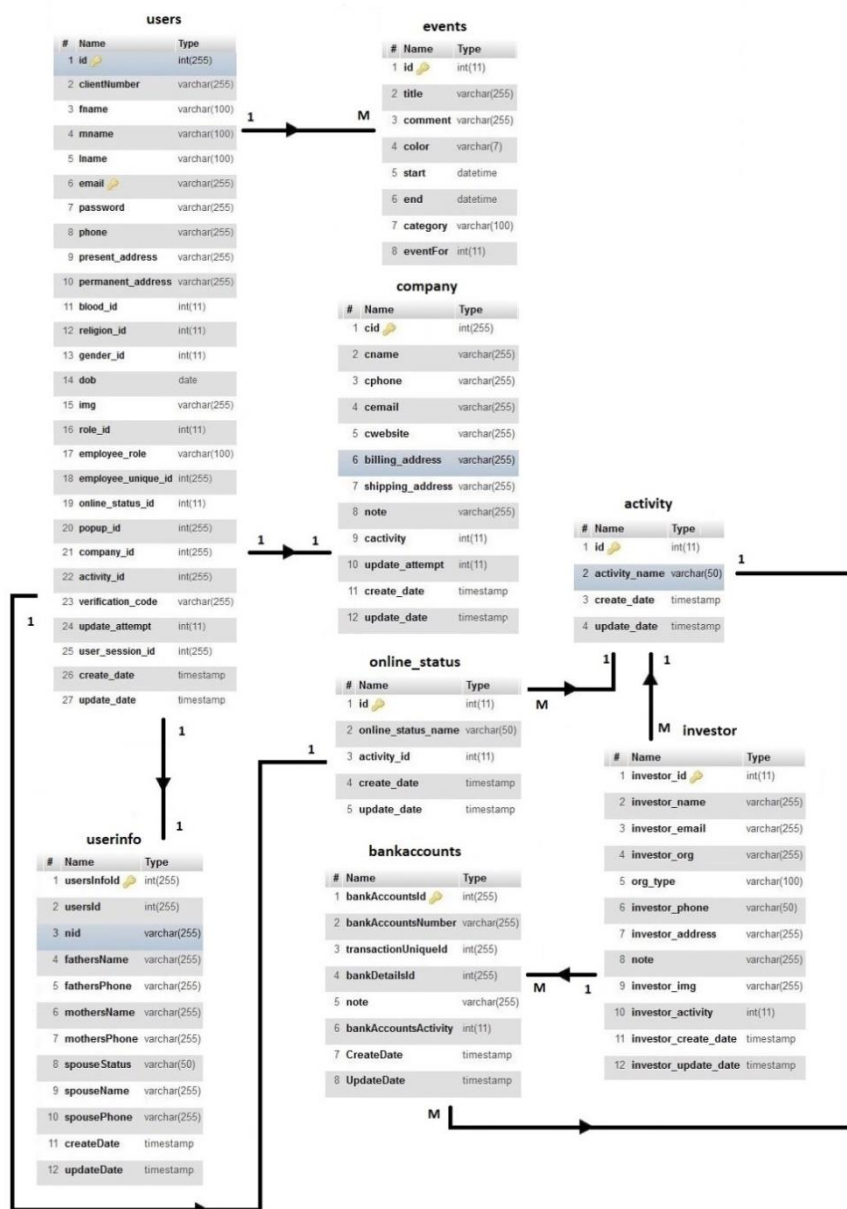 users
# Name Type
1 id int(255)
2 clientNumber varchar(255)
3 fname varchar(100)
4 mname varchar(100)
5 lname varchar(100)
6 email varchar(255)
7 password varchar(255)
8 phone varchar(255)
9 present_address varchar(255)
10 permanent_address varchar(255)
11 blood_id int(11)
12 religion_id int(11)
13 gender_id int(11)
14 dob date
15 img varchar(255)
16 role_id int(11)
17 employee_role varchar(100)
18 employee_unique_id int(255)
19 online_status_id int(11)
20 popup_id int(255)
21 company_id int(255)
22 activity_id int(255)
23 verification_code varchar(255)
24 update_attempt int(11)
25 user_session_id int(255)
26 create_date timestamp
27 update_date timestamp
1 M
events
# Name Type
1 id int(11)
2 title varchar(255)
3 comment varchar(255)
4 color varchar(7)
5 start datetime
6 end datetime
7 category varchar(100)
8 eventFor int(11)
1 1
company
# Name Type
1 cid int(255)
2 cname varchar(255)
3 cphone varchar(255)
4 cemail varchar(255)
5 cwebsite varchar(255)
6 billing_address varchar(255)
7 shipping_address varchar(255)
8 note varchar(255)
9 cactivity int(11)
10 update_attempt int(11)
11 create_date timestamp
12 update_date timestamp
activity
# Name Type
1 id int(11)
2 activity_name varchar(50)
3 create_date timestamp
4 update_date timestamp
1
1 1
M
M
1
1
online_status
# Name Type
1 id int(11)
2 online_status_name varchar(50)
3 activity_id int(11)
4 create_date timestamp
5 update_date timestamp
investor
# Name Type
1 investor_id int(11)
2 investor_name varchar(255)
3 investor_email varchar(255)
4 investor_org varchar(255)
5 org_type varchar(100)
6 investor_phone varchar(50)
7 investor_address varchar(255)
8 note varchar(255)
9 investor_img varchar(255)
10 investor_activity int(11)
11 investor_create_date timestamp
12 investor_update_date timestamp
1
1
userinfo
# Name Type
1 usersInfoId int(255)
2 usersId int(255)
3 nid varchar(255)
4 fathersName varchar(255)
5 fathersPhone varchar(255)
6 mothersName varchar(255)
7 mothersPhone varchar(255)
8 spouseStatus varchar(50)
9 spouseName varchar(255)
10 spousePhone varchar(255)
11 createDate timestamp
12 updateDate timestamp
bankaccounts
# Name Type
1 bankAccountsId int(255)
2 bankAccountsNumber varchar(255)
3 transactionUniqueId int(255)
4 bankDetailsId int(255)
5 note varchar(255)
6 bankAccountsActivity int(11)
7 CreateDate timestamp
8 UpdateDate timestamp
M 1
M